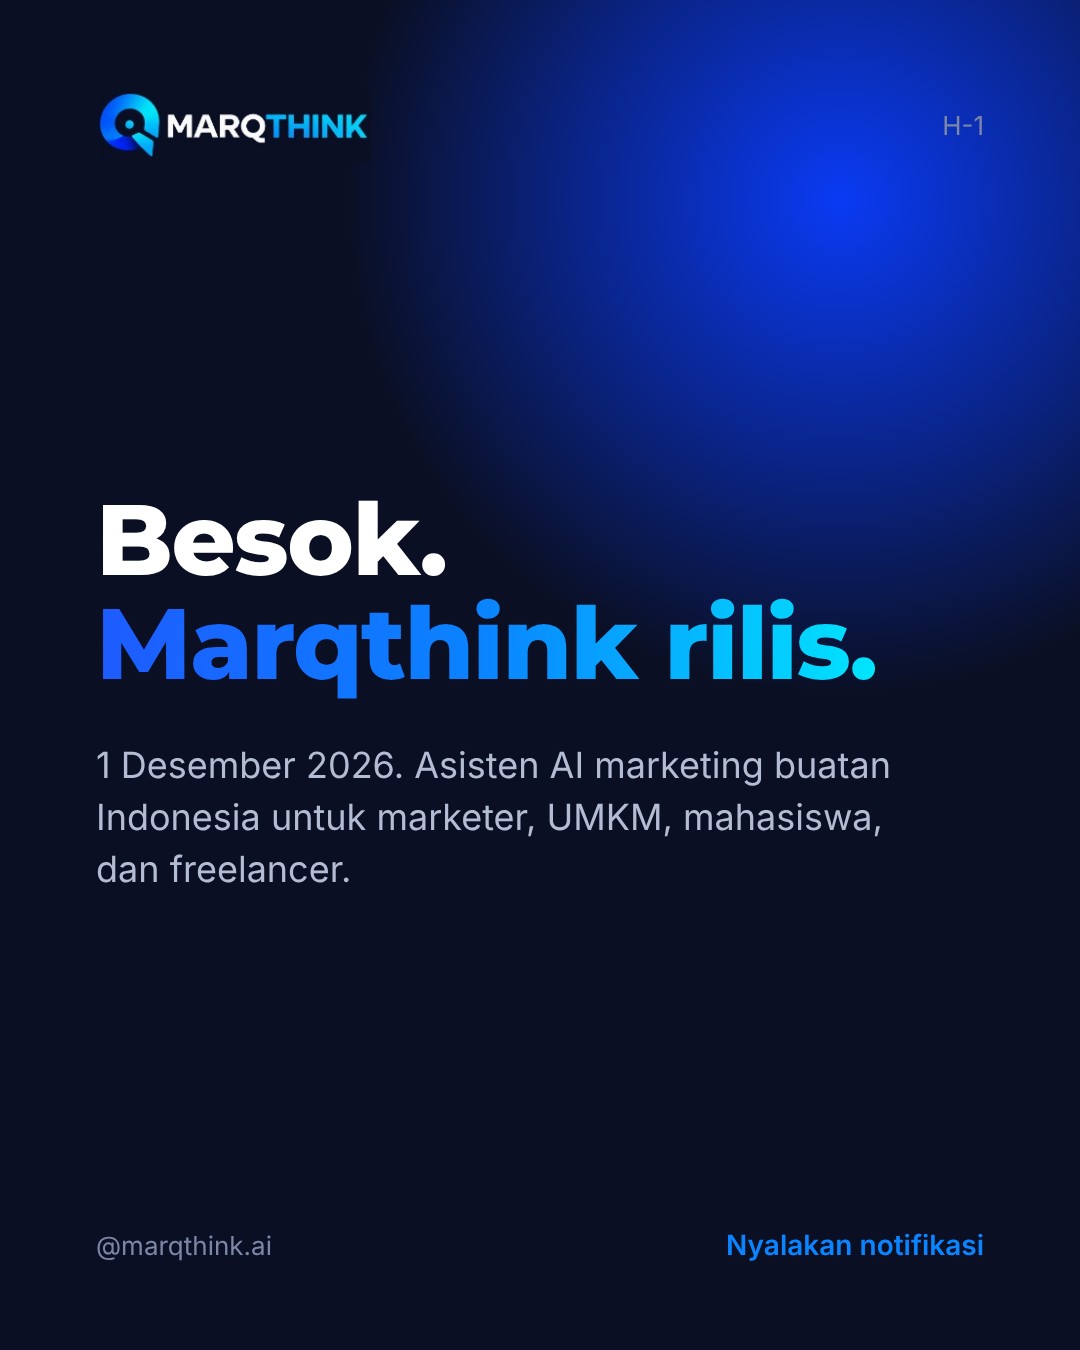 MARQTHINK
H-1
Besok.
Marqthink rilis.
1 Desember 2026. Asisten AI marketing buatan
Indonesia untuk marketer, UMKM, mahasiswa,
dan freelancer.
@marqthink.ai
Nyalakan notifikasi